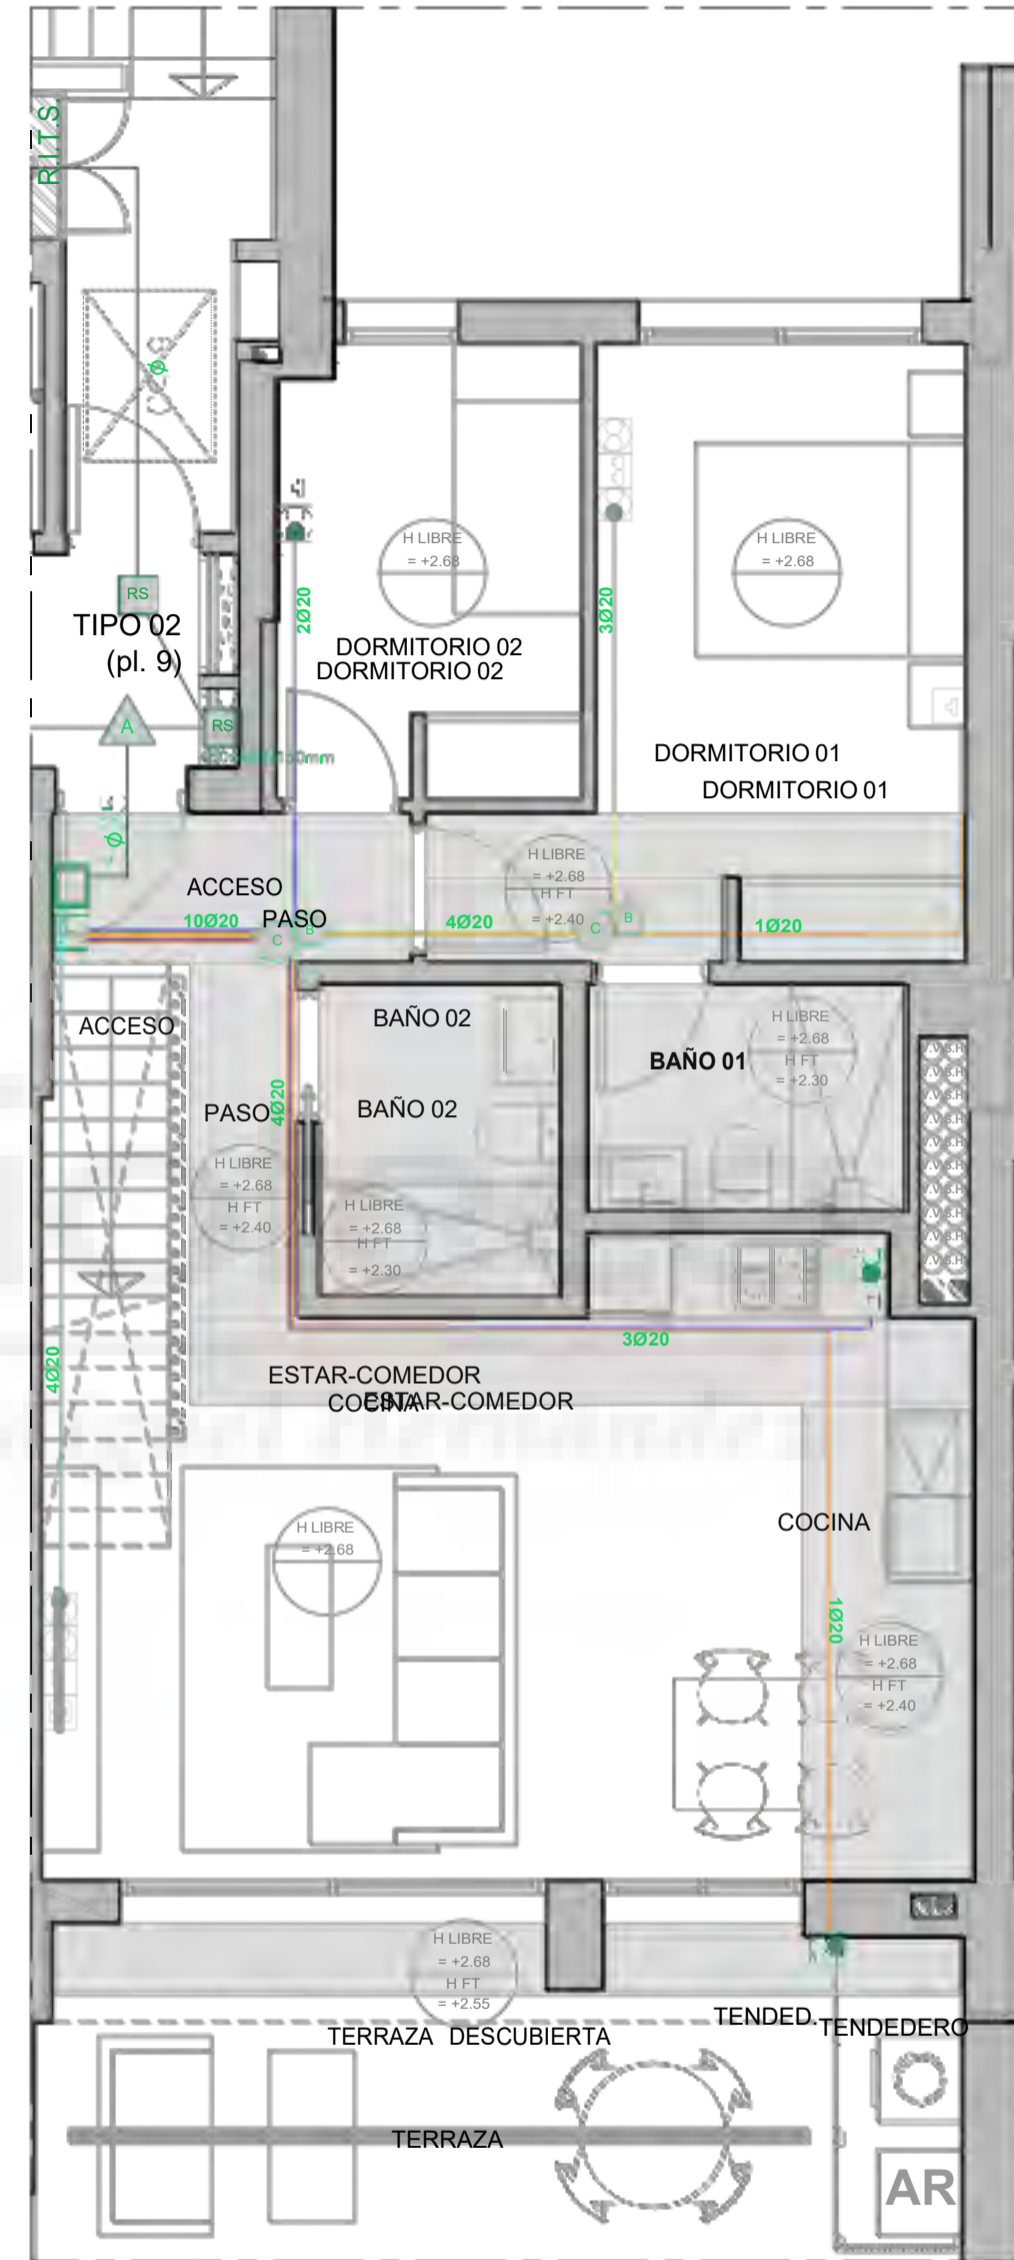 R.I.T.S.
Ø
RS
TIPO 02
(pl. 9)
A
RS
H LIBRE
= +2.68
2Ø20
DORMITORIO 02
DORMITORIO 02
H LIBRE
= +2.68
3Ø20
DORMITORIO 01
DORMITORIO 01
Ø
ACCESO
10Ø20
PASO
C
B
4Ø20
H LIBRE
= +2.68
H FT
= +2.40
C
B
1Ø20
ACCESO
BAÑO 02
BAÑO 01
H LIBRE
= +2.68
H FT
= +2.30
PASO
4Ø20
BAÑO 02
H LIBRE
= +2.68
H FT
= +2.40
H LIBRE
= +2.68
H FT
= +2.30
3Ø20
4Ø20
ESTAR-COMEDOR
COCINA
ESTAR-COMEDOR
COCINA
H LIBRE
= +2.68
1Ø20
H LIBRE
= +2.68
H FT
= +2.40
H LIBRE
= +2.68
H FT
= +2.55
TENDED.
TENDEDERO
TERRAZA DESCUBIERTA
TERRAZA
AR